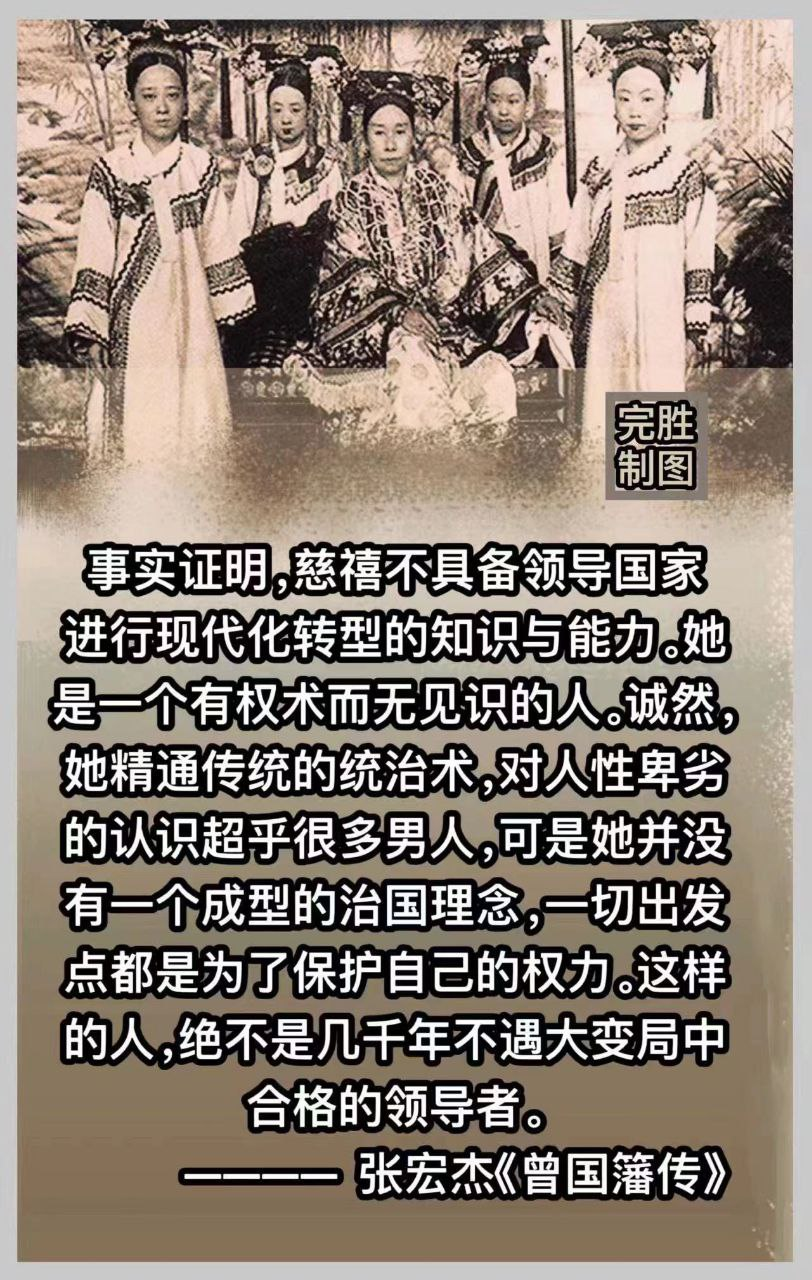 完胜
制图
事实证明,慈禧不具备领导国家
进行现代化转型的知识与能力。她
是一个有权术而无见识的人。诚然,
她精通传统的统治术,对人性卑劣
的认识超乎很多男人,可是她并没
有一个成型的治国理念,一切出发
点都是为了保护自己的权力。这样
的人,绝不是几千年不遇大变局中
合格的领导者。
———— 张宏杰《曾国籓传》